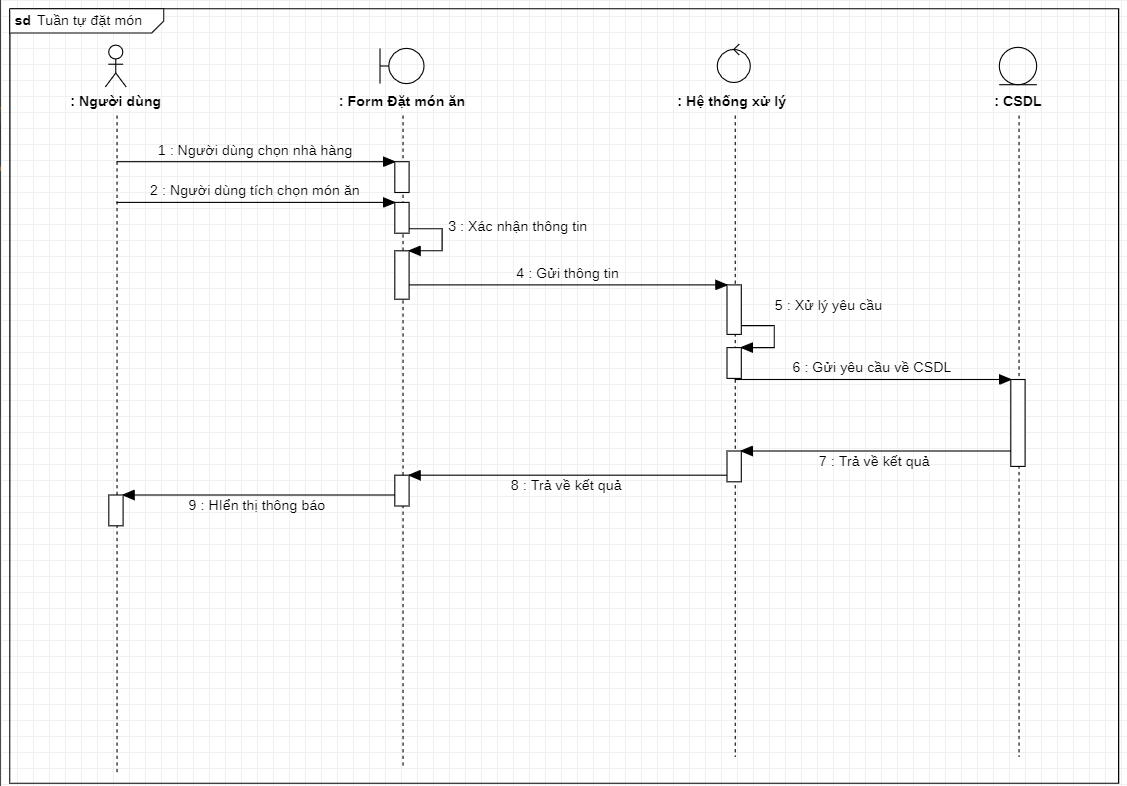 sd Tuần tự đặt món
: Người dùng
: Form Đặt món ăn
: Hệ thống xử lý
: CSDL
1 : Người dùng chọn nhà hàng
2 : Người dùng tích chọn món ăn
3 : Xác nhận thông tin
4 : Gửi thông tin
5 : Xử lý yêu cầu
6 : Gửi yêu cầu về CSDL
7 : Trả về kết quả
8 : Trả về kết quả
9 : HIển thị thông báo